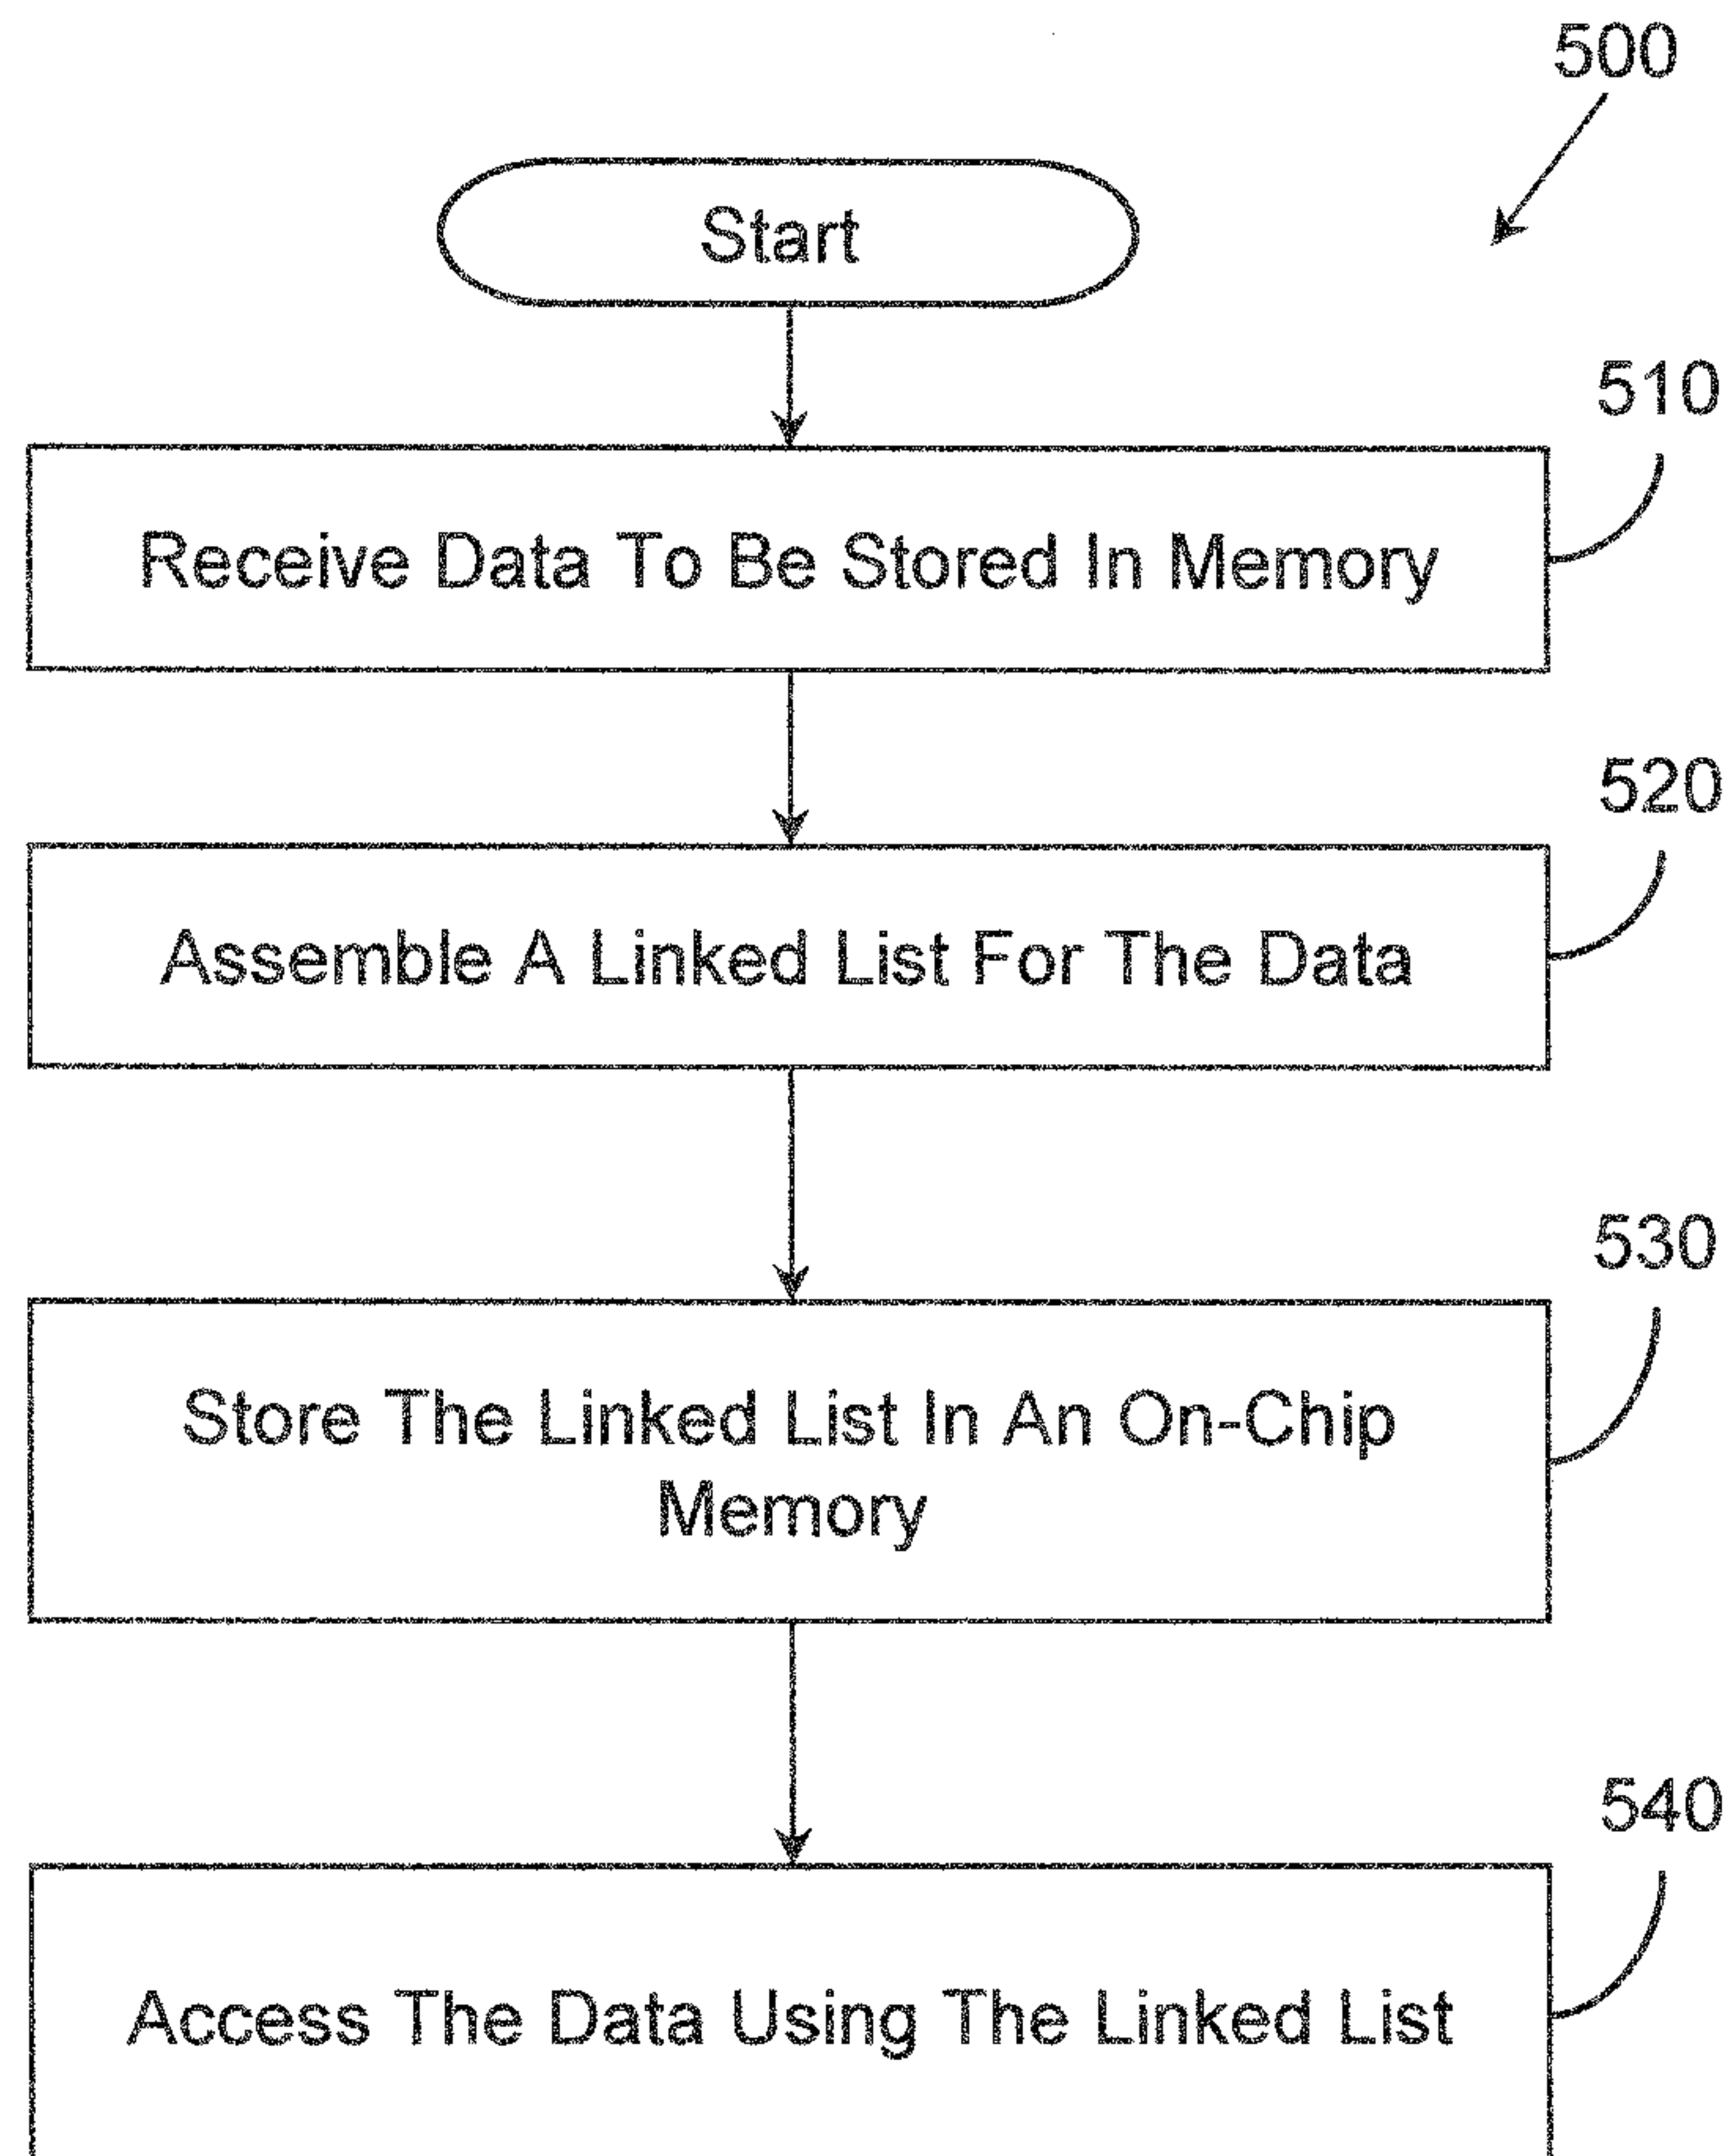 500
Start
510
Receive Data To Be Stored In Memory
520
Assemble A Linked List For The Data
530
Store The Linked List In An On-Chip
Memory
540
Access The Data Using The Linked List